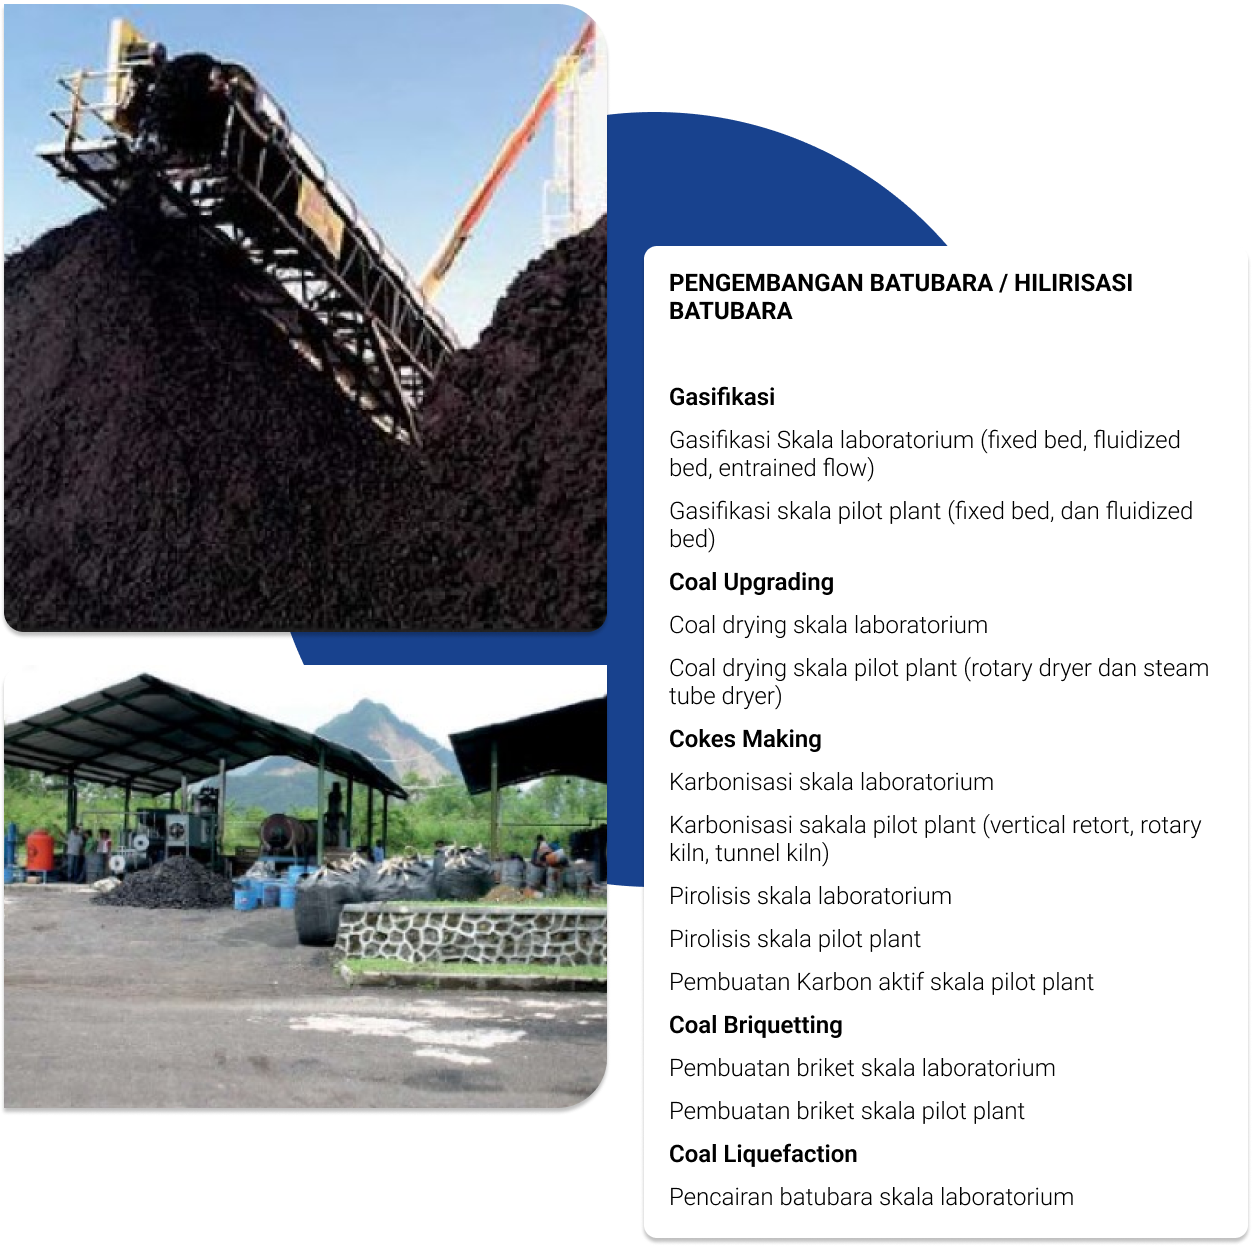 PENGEMBANGAN BATUBARA / HILIRISASI
BATUBARA
Gasifikasi
Gasifikasi Skala laboratorium (fixed bed, fluidized
bed, entrained flow)
Gasifikasi skala pilot plant (fixed bed, dan fluidized
bed)
Coal Upgrading
Coal drying skala laboratorium
Coal drying skala pilot plant (rotary dryer dan steam
tube dryer)
Cokes Making
Karbonisasi skala laboratorium
Karbonisasi sakala pilot plant (vertical retort, rotary
kiln, tunnel kiln)
Pirolisis skala laboratorium
Pirolisis skala pilot plant
Pembuatan Karbon aktif skala pilot plant
Coal Briquetting
Pembuatan briket skala laboratorium
Pembuatan briket skala pilot plant
Coal Liquefaction
Pencairan batubara skala laboratorium